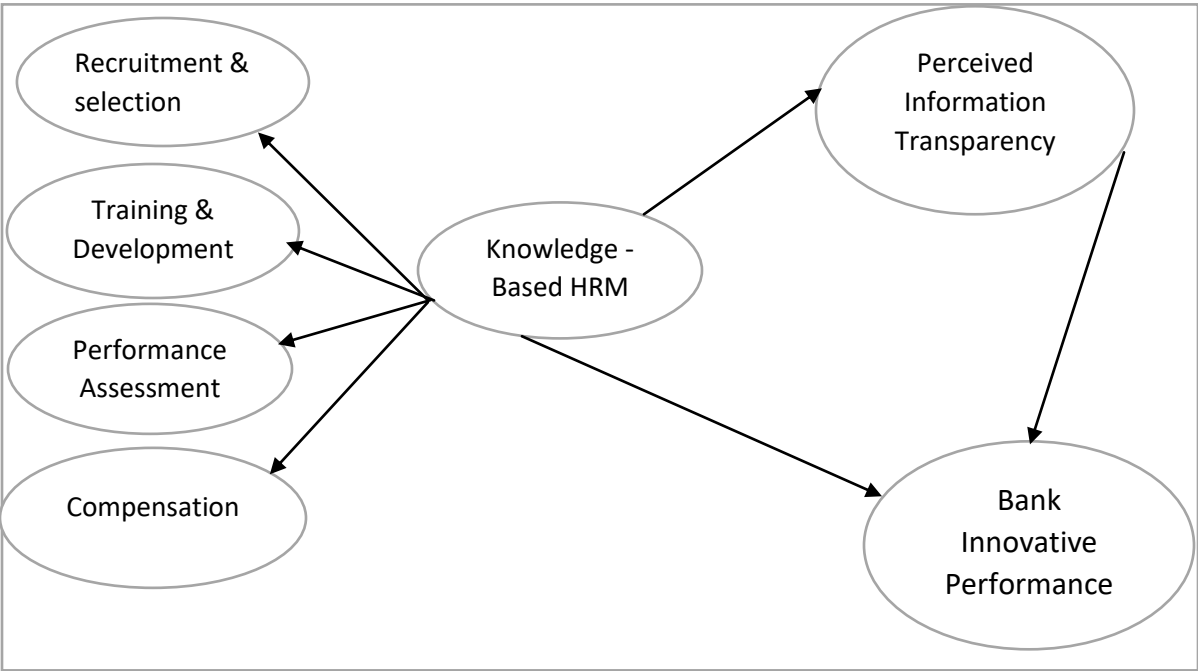 Recruitment &
selection
Training &
Development
Performance
Assessment
Compensation
Knowledge -
Based HRM
Perceived
Information
Transparency
Bank
Innovative
Performance